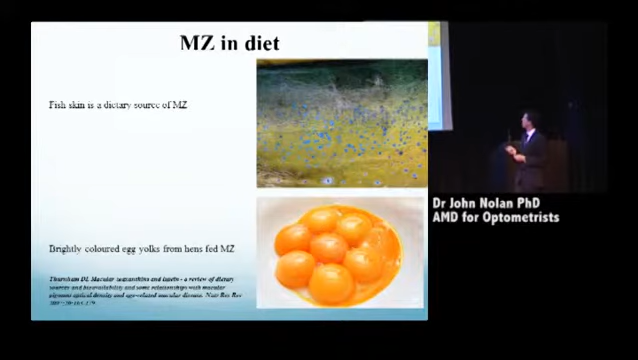 MZ in diet
Fish skin is a dietary source of MZ
Dr John Nolan PhD
AMD for Optometrists
Brightly coloured egg yolks from hens fed MZ
Thurnham DI. Macular zeaxanthins and lutein - a review of dietary
sources and bioavailability and some relationships with macular
pigment optical density and age-related macular disease. Nutr Res Rev